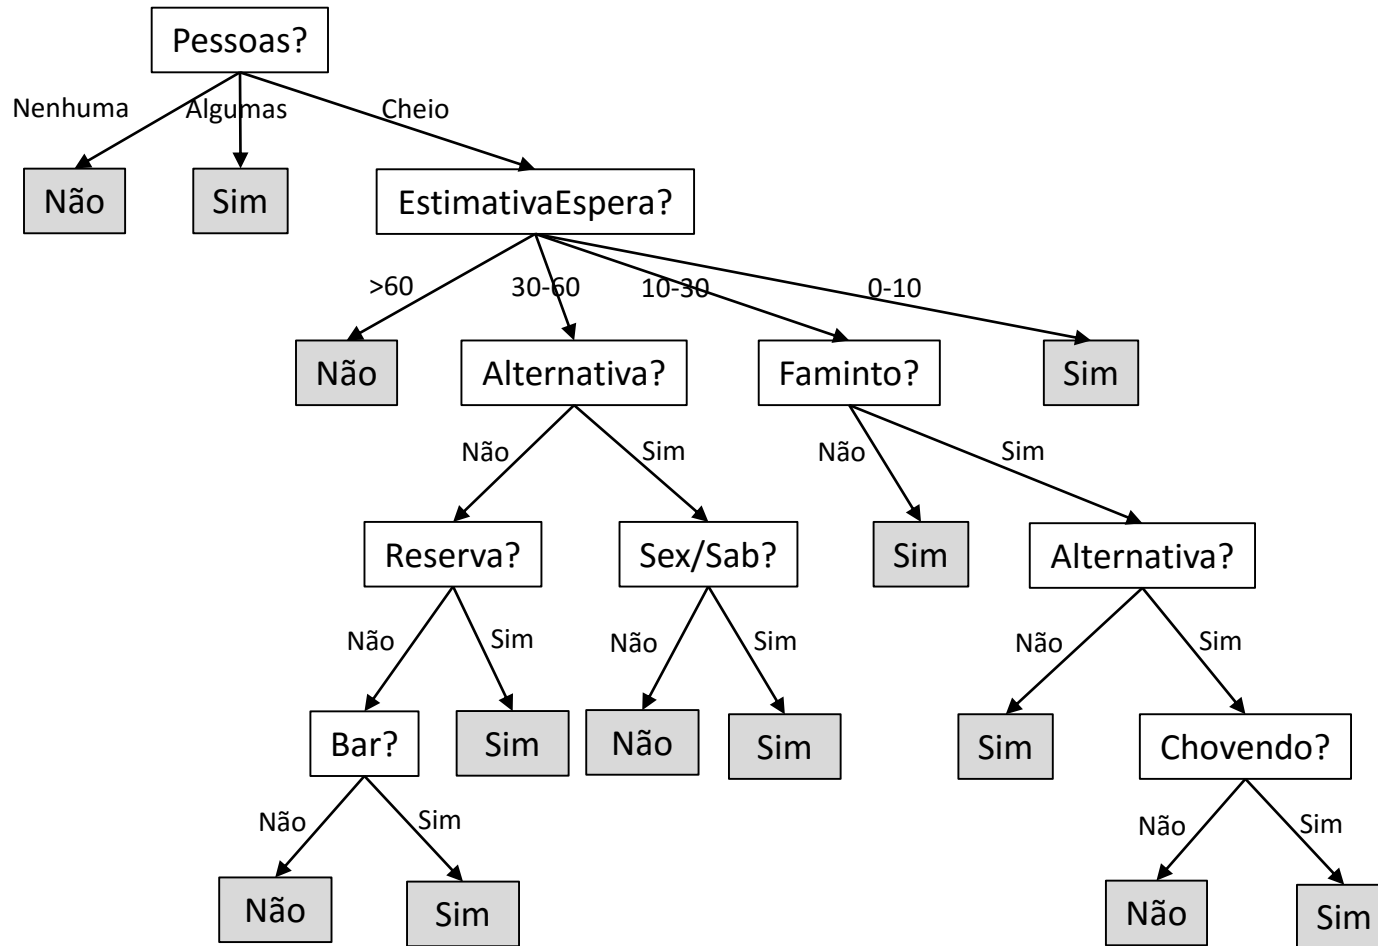 Pessoas?
Nenhuma
Algumas
Cheio
Não
Sim
EstimativaEspera?
>60
30-60
10-30
0-10
Não
Alternativa?
Faminto?
Sim
Não
Sim
Não
Sim
Reserva?
Sex/Sab?
Sim
Alternativa?
Não
Sim
Não
Sim
Não
Sim
Bar?
Sim
Não
Sim
Sim
Chovendo?
Não
Sim
Não
Sim
Não
Sim
Não
Sim